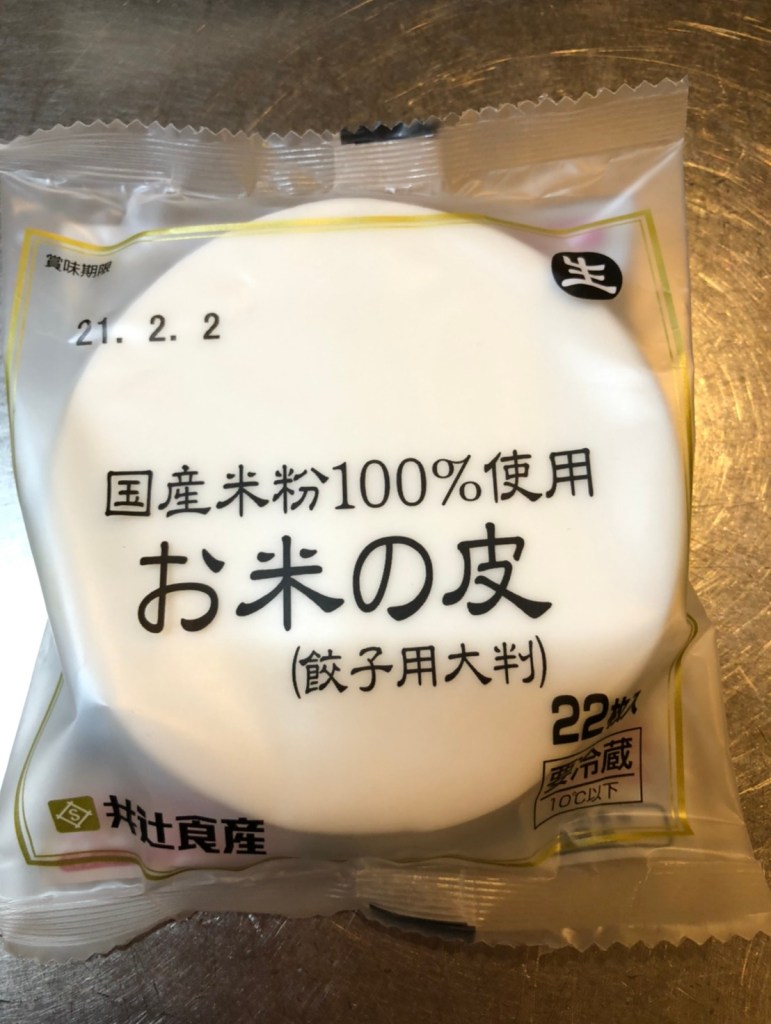 賞味期限
生
21. 2. 2
国産米粉100%使用
お米の皮
(餃子用大判)
22枚入
要冷蔵
10℃以下
S
井辻食産